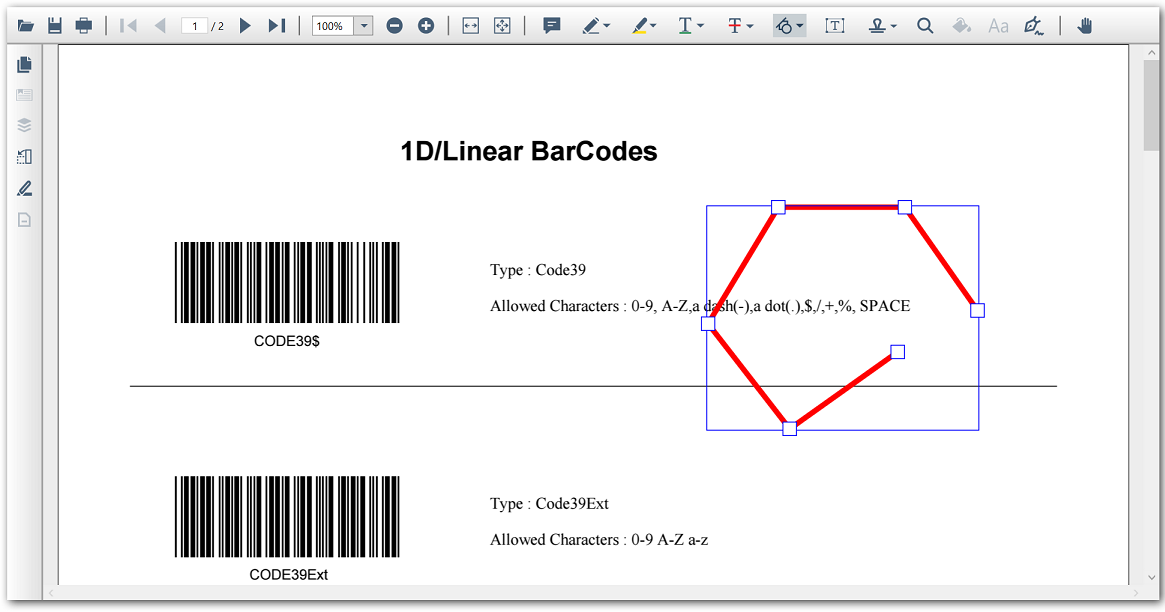 1 / 2 100% T T T Aa
1D/Linear BarCodes
Type : Code39
Allowed Characters : 0-9, A-Z,a dash(-),a dot(.),$,/,+,%, SPACE
CODE39$
Type : Code39Ext
Allowed Characters : 0-9 A-Z a-z
CODE39Ext